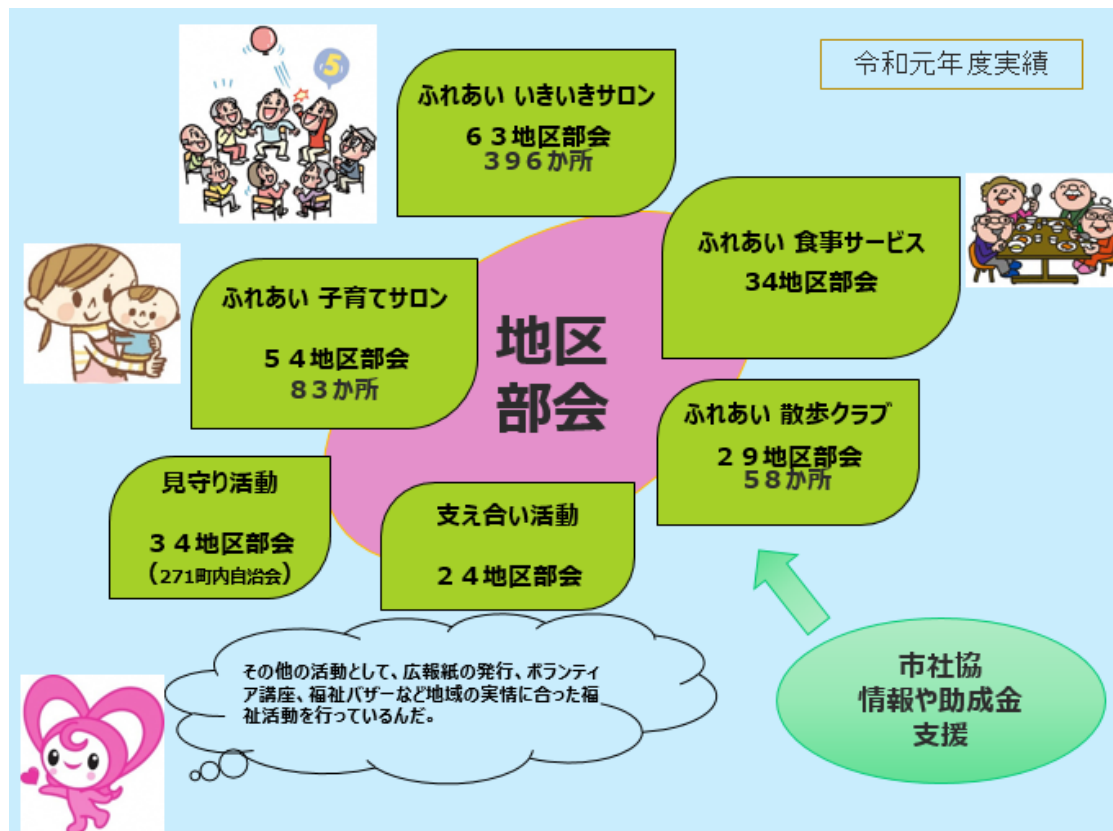 令和元年度実績
5
ふれあい いきいきサロン
６３地区部会
３９６か所
ふれあい 食事サービス
34地区部会
ふれあい 子育てサロン
５４地区部会
８３か所
地区
部会
ふれあい 散歩クラブ
２９地区部会
５８か所
見守り活動
３４地区部会
（271町内自治会）
支え合い活動
２４地区部会
その他の活動として、広報紙の発行、ボランティ
ア講座、福祉バザーなど地域の実情に合った福
祉活動を行っているんだ。
市社協
情報や助成金
支援